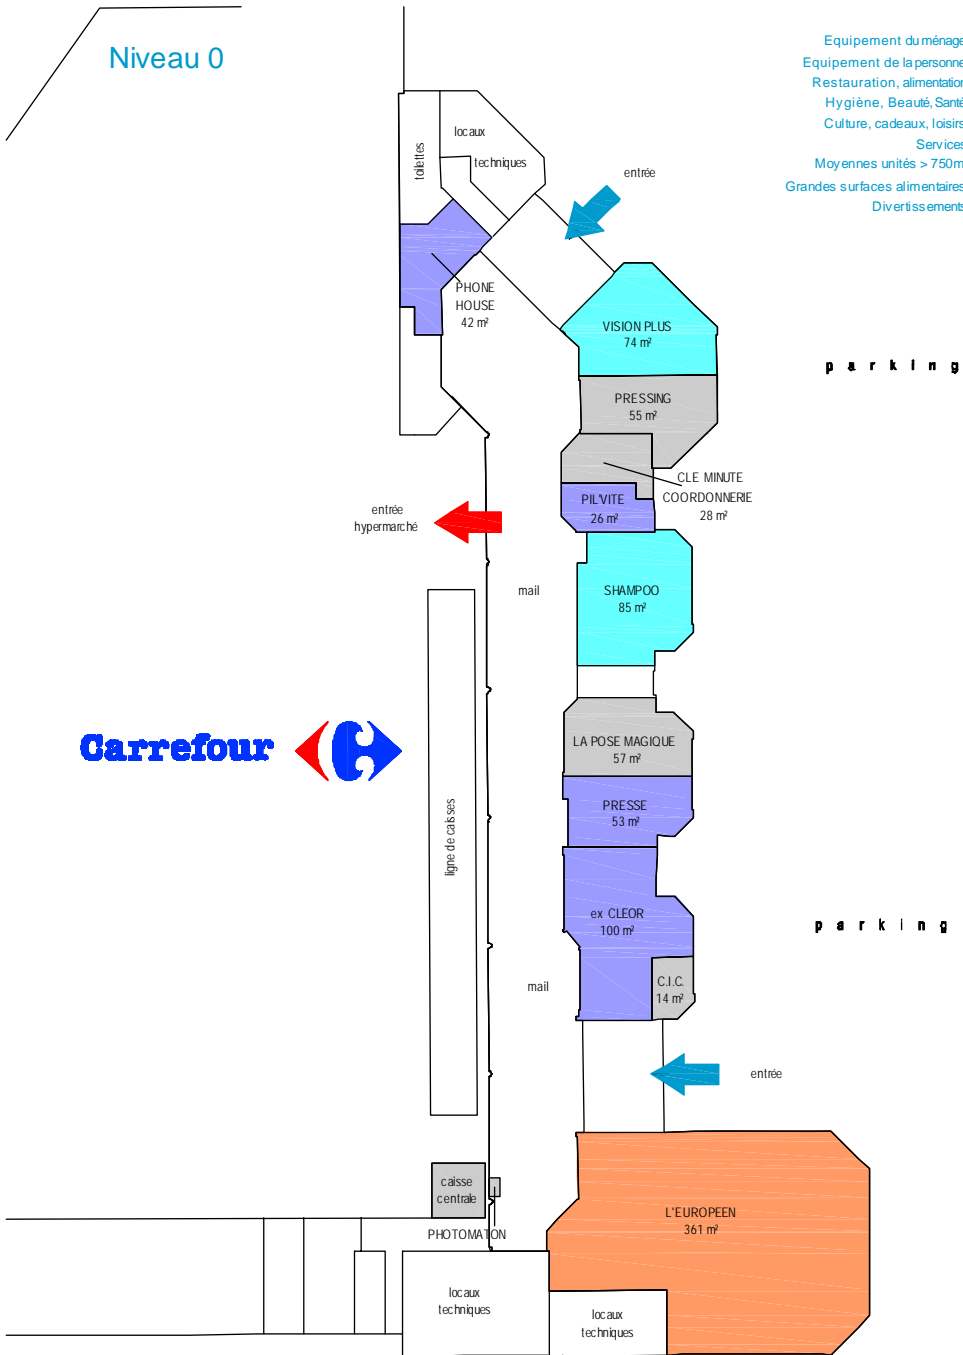 Niveau 0
Equipement du ménage
Equipement de la personne
Restauration, alimentation
Hygiène, Beauté, Santé
Culture, cadeaux, loisirs
Services
Moyennes unités > 750m
Grandes surfaces alimentaires
Divertissements
locaux
techniques
toilettes
entrée
PHONE
HOUSE
42 m²
VISION PLUS
74 m²
parking
PRESSING
55 m²
CLE MINUTE
COORDONNERIE
28 m²
PIL'VITE
26 m²
entrée
hypermarché
mail
SHAMPOO
85 m²
Carrefour
LA POSE MAGIQUE
57 m²
PRESSE
53 m²
ligne de caisses
ex CLEOR
100 m²
parking
C.I.C.
14 m²
mail
entrée
caisse
centrale
PHOTOMATON
L'EUROPEEN
361 m²
locaux
techniques
locaux
techniques